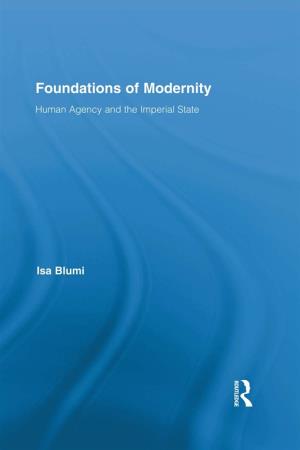 Foundations of Modernity
Human Agency and the Imperial State
Isa Blumi
ROUTLEDGE